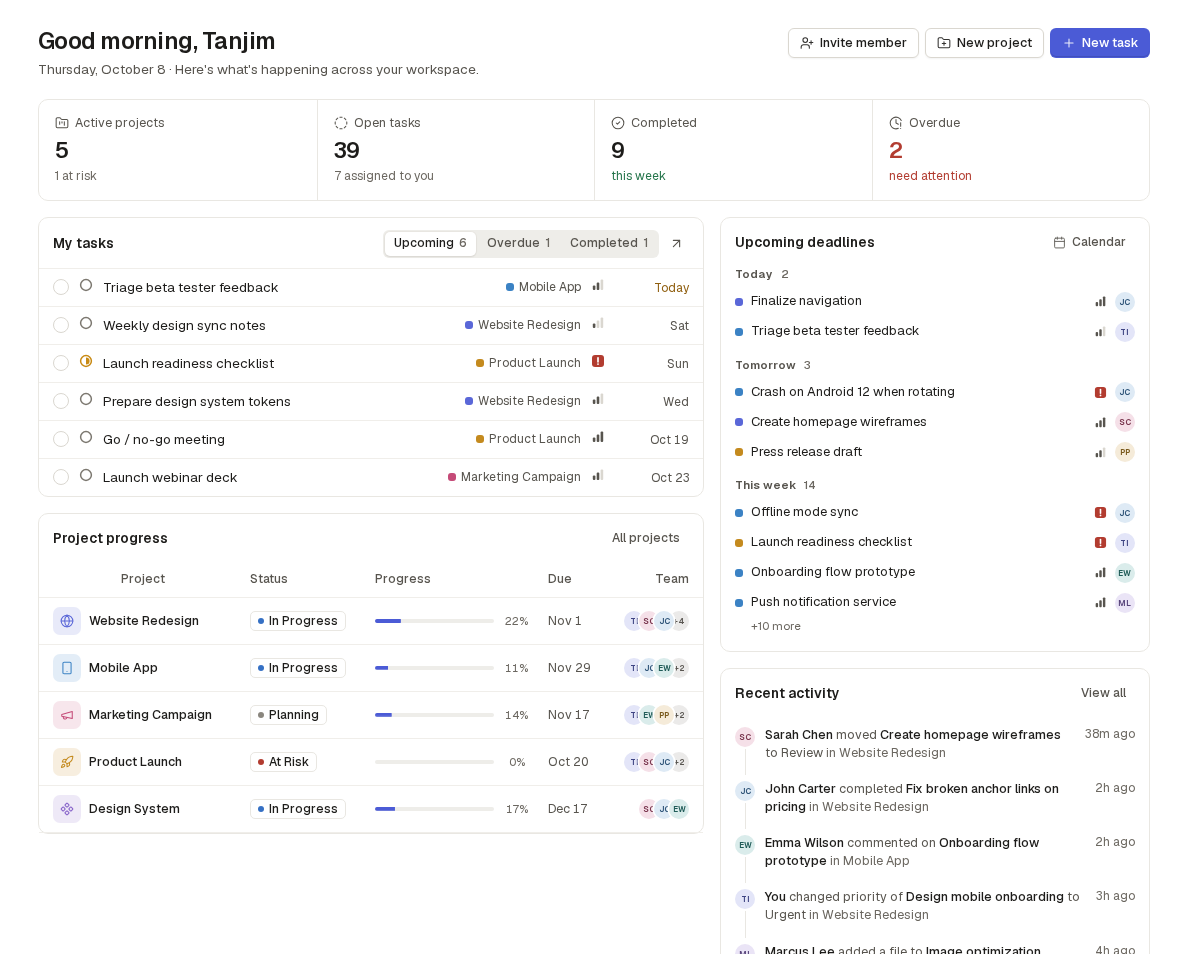 Good morning, Tanjim
Thursday, October 8 · Here's what's happening across your workspace.
Invite member
New project
New task
Active projects
5
1 at risk
Open tasks
39
7 assigned to you
Completed
9
this week
Overdue
2
need attention
My tasks
Upcoming 6
Overdue 1
Completed 1
Triage beta tester feedback Mobile App Today
Weekly design sync notes Website Redesign Sat
Launch readiness checklist Product Launch Sun
Prepare design system tokens Website Redesign Wed
Go / no-go meeting Product Launch Oct 19
Launch webinar deck Marketing Campaign Oct 23
Project progress All projects
Project Status Progress Due Team
Website Redesign In Progress 22% Nov 1 JC +4
Mobile App In Progress 11% Nov 29 EW +2
Marketing Campaign Planning 14% Nov 17 PP +2
Product Launch At Risk 0% Oct 20 JC +2
Design System In Progress 17% Dec 17 EW
Upcoming deadlines Calendar
Today 2
Finalize navigation JC
Triage beta tester feedback TI
Tomorrow 3
Crash on Android 12 when rotating JC
Create homepage wireframes SC
Press release draft PP
This week 14
Offline mode sync JC
Launch readiness checklist TI
Onboarding flow prototype EW
Push notification service ML
+10 more
Recent activity View all
SC Sarah Chen moved Create homepage wireframes 38m ago
to Review in Website Redesign
JC John Carter completed Fix broken anchor links on 2h ago
pricing in Website Redesign
EW Emma Wilson commented on Onboarding flow 2h ago
prototype in Mobile App
TI You changed priority of Design mobile onboarding to 3h ago
Urgent in Website Redesign
ML Marcus Lee added a file to Image optimization 4h ago